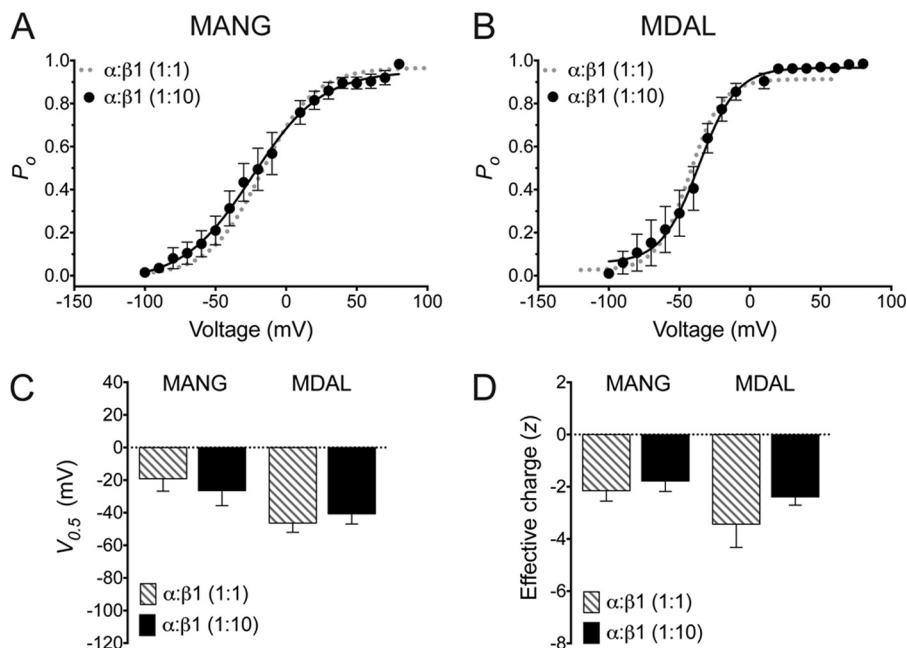 A
MANG
α:β1 (1:1)
α:β1 (1:10)
Po
1.0
0.8
0.6
0.4
0.2
0.0
-150
-100
-50
0
50
100
Voltage (mV)
B
MDAL
α:β1 (1:1)
α:β1 (1:10)
Po
1.0
0.8
0.6
0.4
0.2
0.0
-150
-100
-50
0
50
100
Voltage (mV)
C
MANG
MDAL
V0.5 (mV)
40
20
0
-20
-40
-60
-80
-100
-120
α:β1 (1:1)
α:β1 (1:10)
D
MANG
MDAL
Effective charge (z)
2
0
-2
-4
-6
-8
α:β1 (1:1)
α:β1 (1:10)